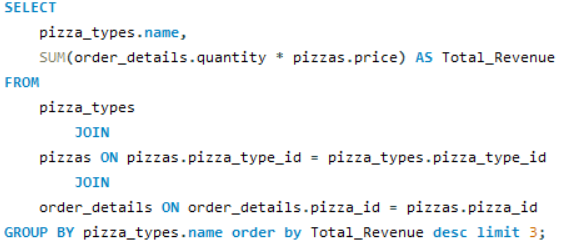 SELECT
    pizza_types.name,
    SUM(order_details.quantity * pizzas.price) AS Total_Revenue
FROM
    pizza_types
        JOIN
    pizzas ON pizzas.pizza_type_id = pizza_types.pizza_type_id
        JOIN
    order_details ON order_details.pizza_id = pizzas.pizza_id
GROUP BY pizza_types.name order by Total_Revenue desc limit 3;